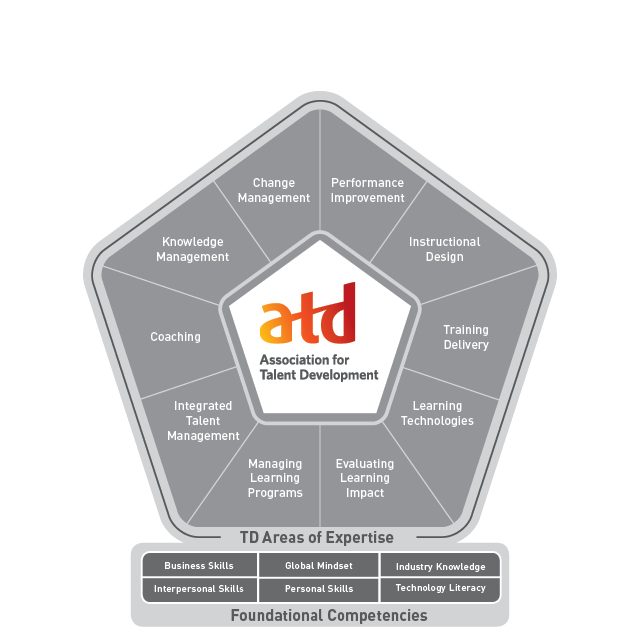 Change
Management
Performance
Improvement
Knowledge
Management
Instructional
Design
Coaching
atd
Association for
Talent Development
Training
Delivery
Integrated
Talent
Management
Learning
Technologies
Managing
Learning
Programs
Evaluating
Learning
Impact
TD Areas of Expertise
Business Skills
Global Mindset
Industry Knowledge
Interpersonal Skills
Personal Skills
Technology Literacy
Foundational Competencies